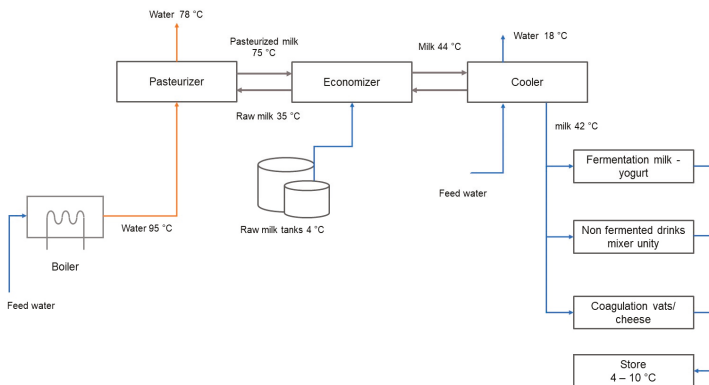 Water 78 °C
Pasteurized milk
75 °C
Milk 44 °C
Water 18 °C
Pasteurizer
Economizer
Cooler
Raw milk 35 °C
milk 42 °C
Fermentation milk -
yogurt
Feed water
Water 95 °C
Raw milk tanks 4 °C
Non fermented drinks
mixer unity
Boiler
Feed water
Coagulation vats/
cheese
Store
4 – 10 °C